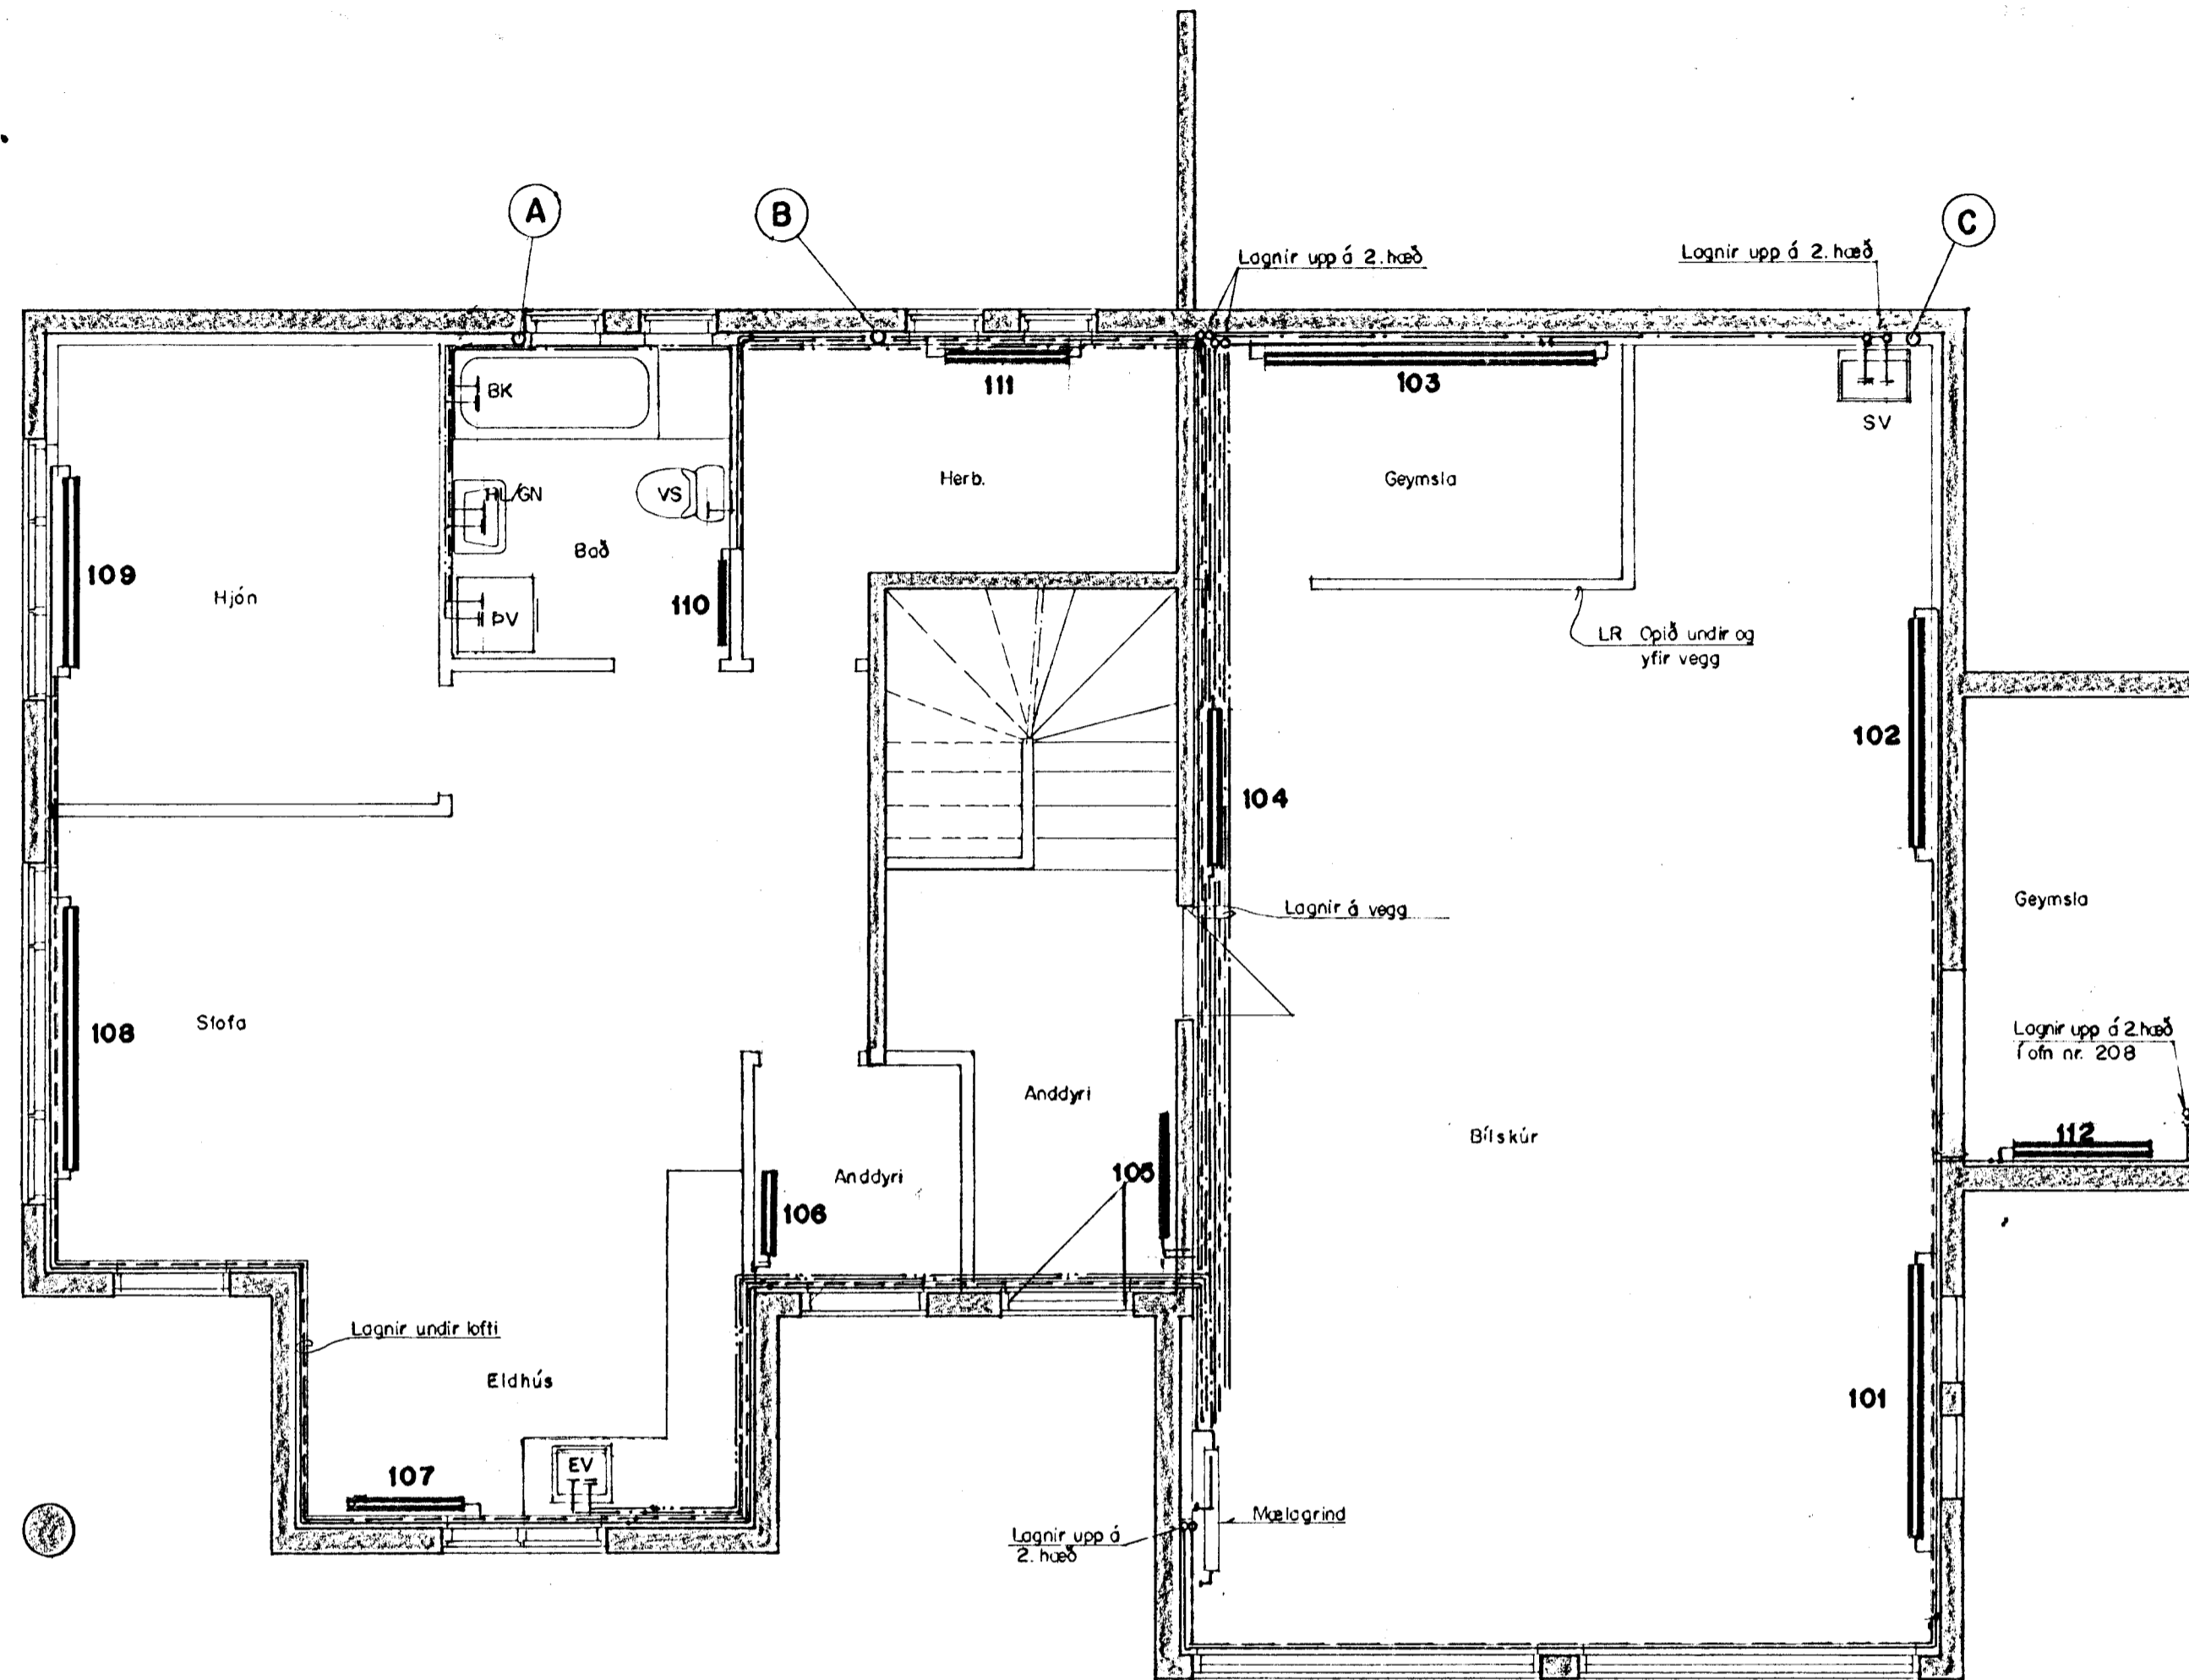 A
B
C
Lagnir upp á 2. hæð
Lagnir upp á 2. hæð
111
103
BK
SV
HL/GN
VS
Herb.
Geymsla
Bað
109
Hjón
110
ÞV
LR Opið undir og
yfir vegg
102
104
Geymsla
Lagnir á vegg
108
Stofa
Lagnir upp á 2. hæð
í ofn nr. 208
Anddyri
Bílskúr
112
Anddyri
105
106
Lagnir undir lofti
Eldhús
101
107
EV
Mælagrind
Lagnir upp á
2. hæð